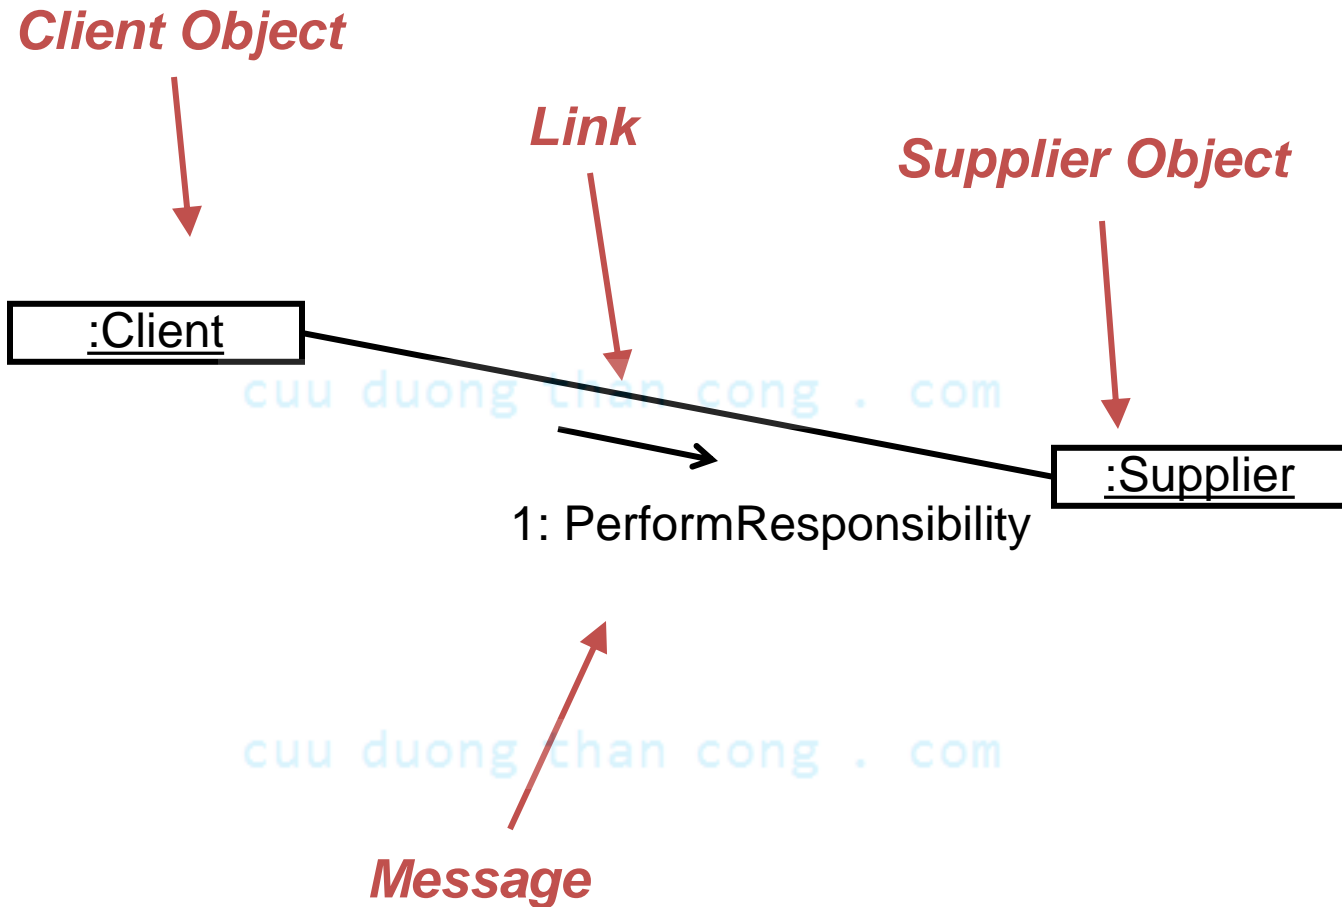 Client Object
Link
Supplier Object
:Client
cuu duong than cong . com
:Supplier
1: PerformResponsibility
cuu duong than cong . com
Message